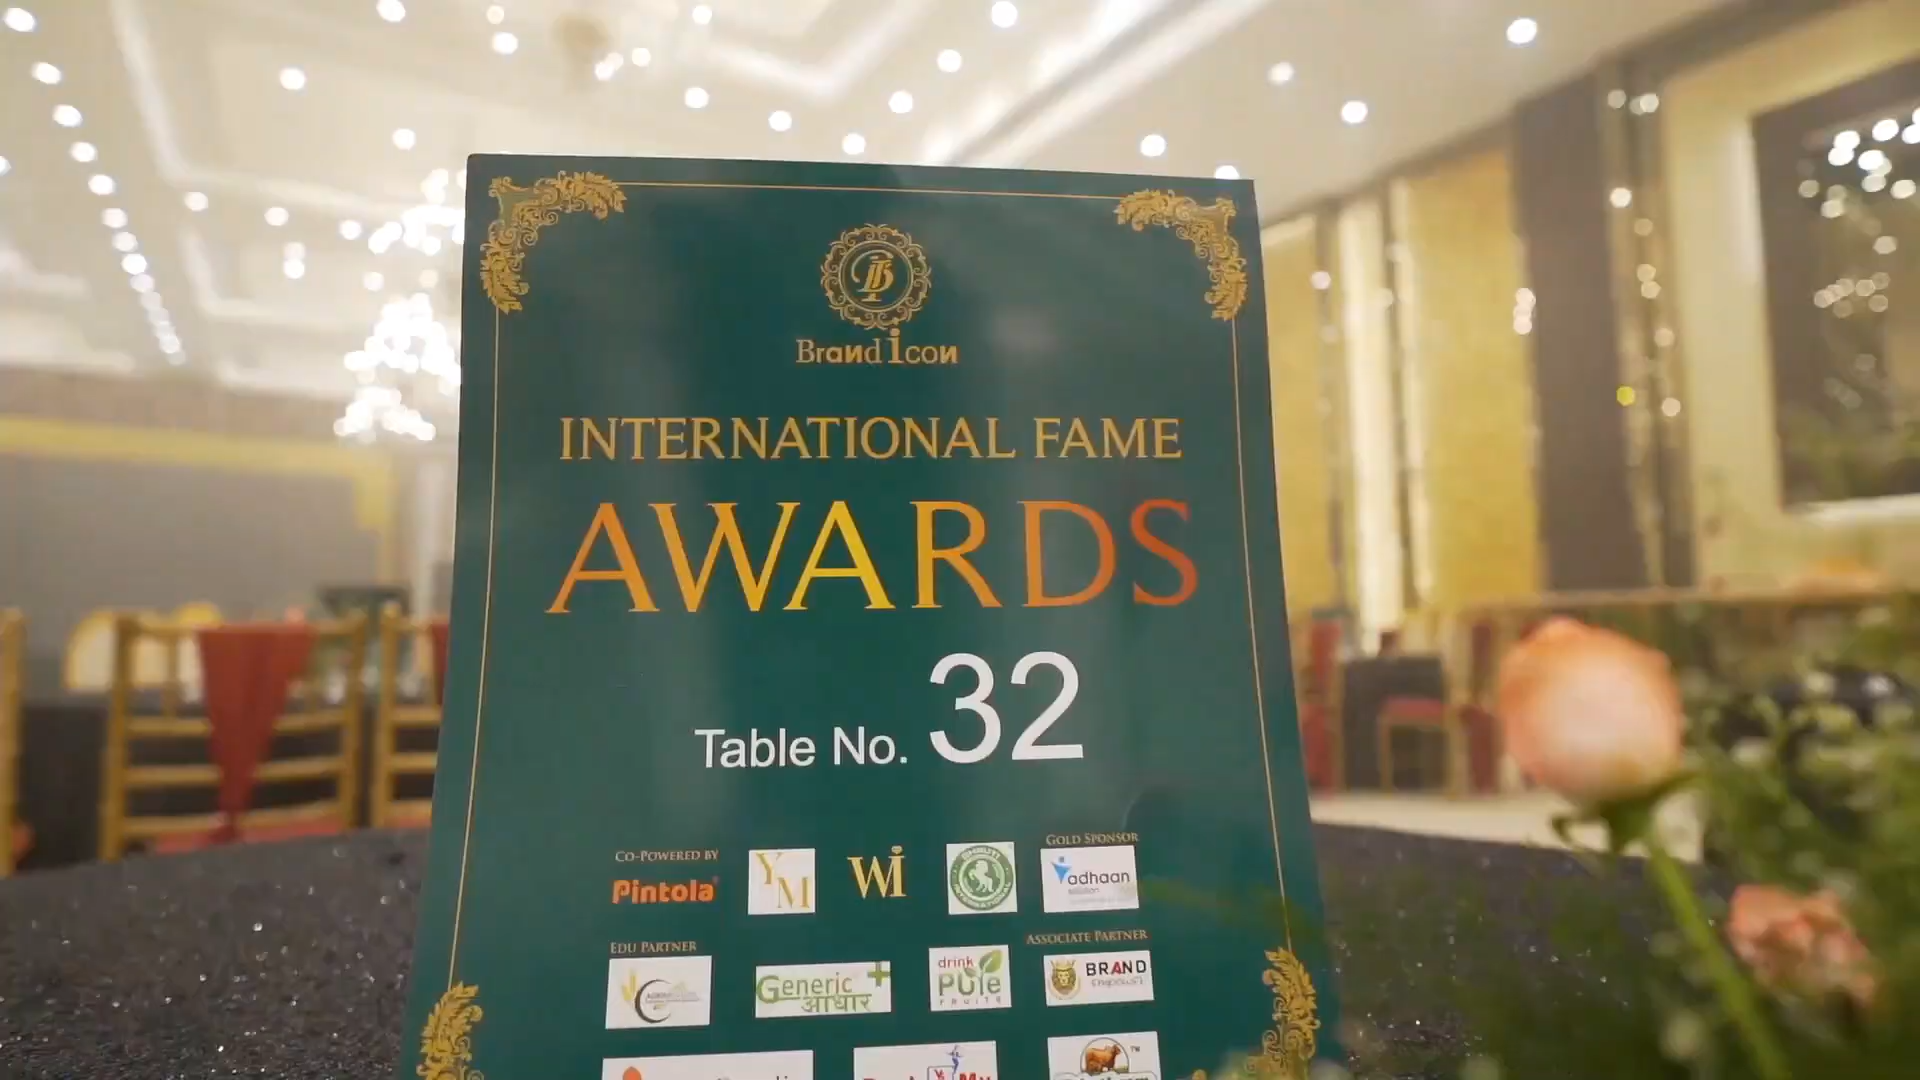 Brand icon
INTERNATIONAL FAME
AWARDS
Table No. 32
CO-POWERED BY
Pintola
YM
WI
GOLD SPONSOR
adhaan
EDU PARTNER
Generic
आधार
ASSOCIATE PARTNER
drink
PUre
FRUITS
BRAND